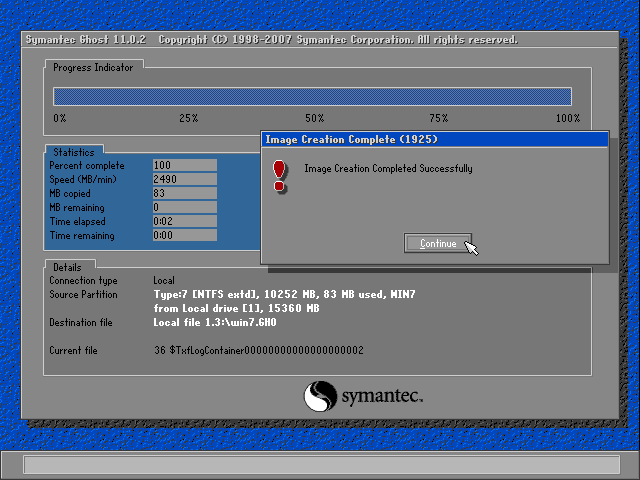 Symantec Ghost 11.0.2 Copyright (C) 1998-2007 Symantec Corporation. All rights reserved.
Progress Indicator
0% 25% 50% 75% 100%
Image Creation Complete (1925)
Image Creation Completed Successfully
Continue
Statistics
Percent complete 100
Speed (MB/min) 2490
MB copied 83
MB remaining 0
Time elapsed 0:02
Time remaining 0:00
Details
Connection type Local
Source Partition Type:7 [NTFS extd], 10252 MB, 83 MB used, WIN7
from Local drive [1], 15360 MB
Destination file Local file 1.3:\win7.GHO
Current file 36 $TxfLogContainer00000000000000000002
symantec.